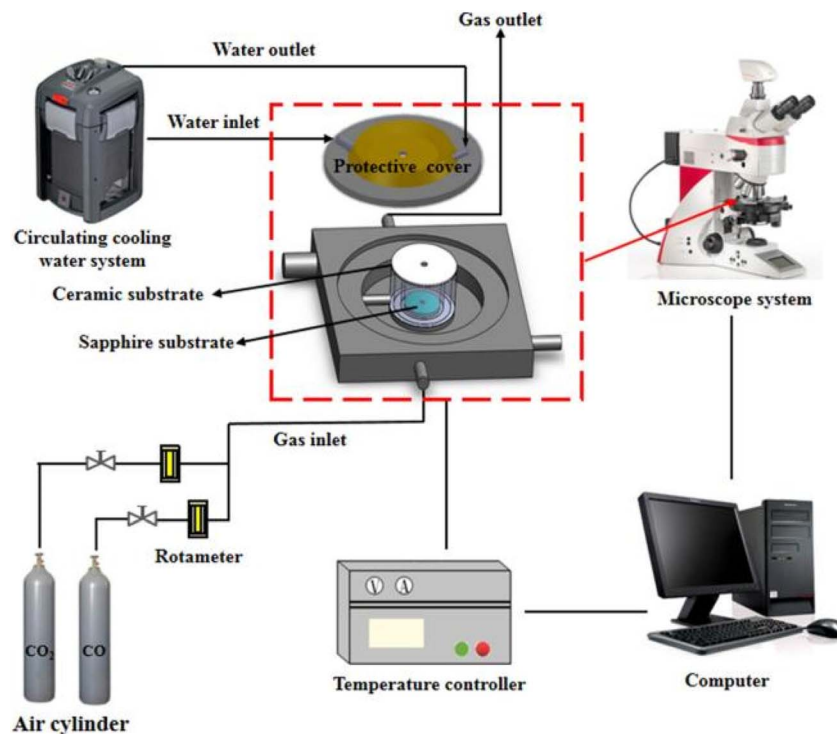 Gas outlet
Water outlet
Water inlet
Protective cover
Circulating cooling
water system
Ceramic substrate
Sapphire substrate
Microscope system
Gas inlet
Rotameter
CO₂
CO
V
A
Temperature controller
Computer
Air cylinder